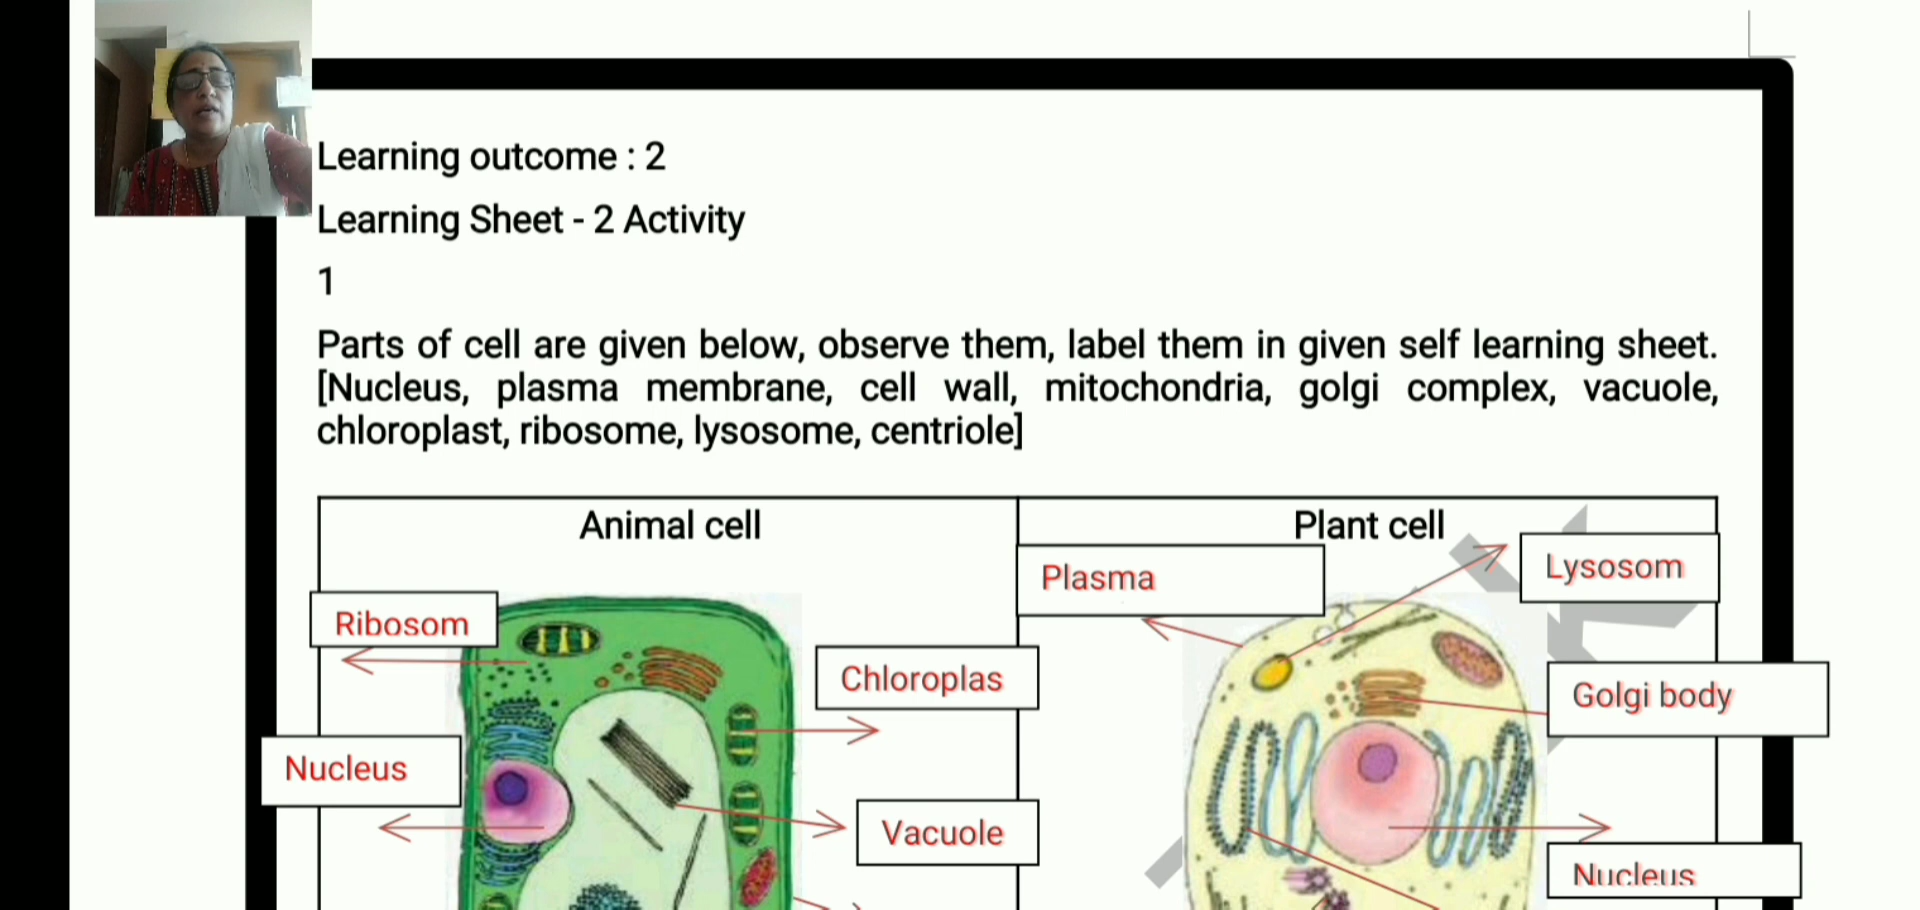 Learning outcome : 2
Learning Sheet - 2 Activity
1
Parts of cell are given below, observe them, label them in given self learning sheet.
[Nucleus, plasma membrane, cell wall, mitochondria, golgi complex, vacuole,
chloroplast, ribosome, lysosome, centriole]
Animal cell
Plant cell
Ribosom
Chloroplas
Nucleus
Vacuole
Plasma
Lysosom
Golgi body
Nucleus